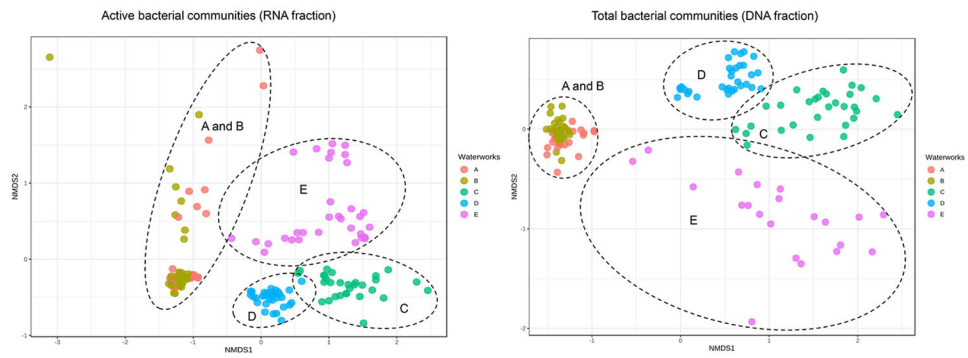 Active bacterial communities (RNA fraction)
A and B
E
D
C
2
1
0
-1
-3
-2
-1
0
1
2
NMDS1
NMDS2
Waterworks
A
B
C
D
E
Total bacterial communities (DNA fraction)
A and B
D
C
E
0
-1
-2
-1
0
1
2
NMDS1
NMDS2
Waterworks
A
B
C
D
E